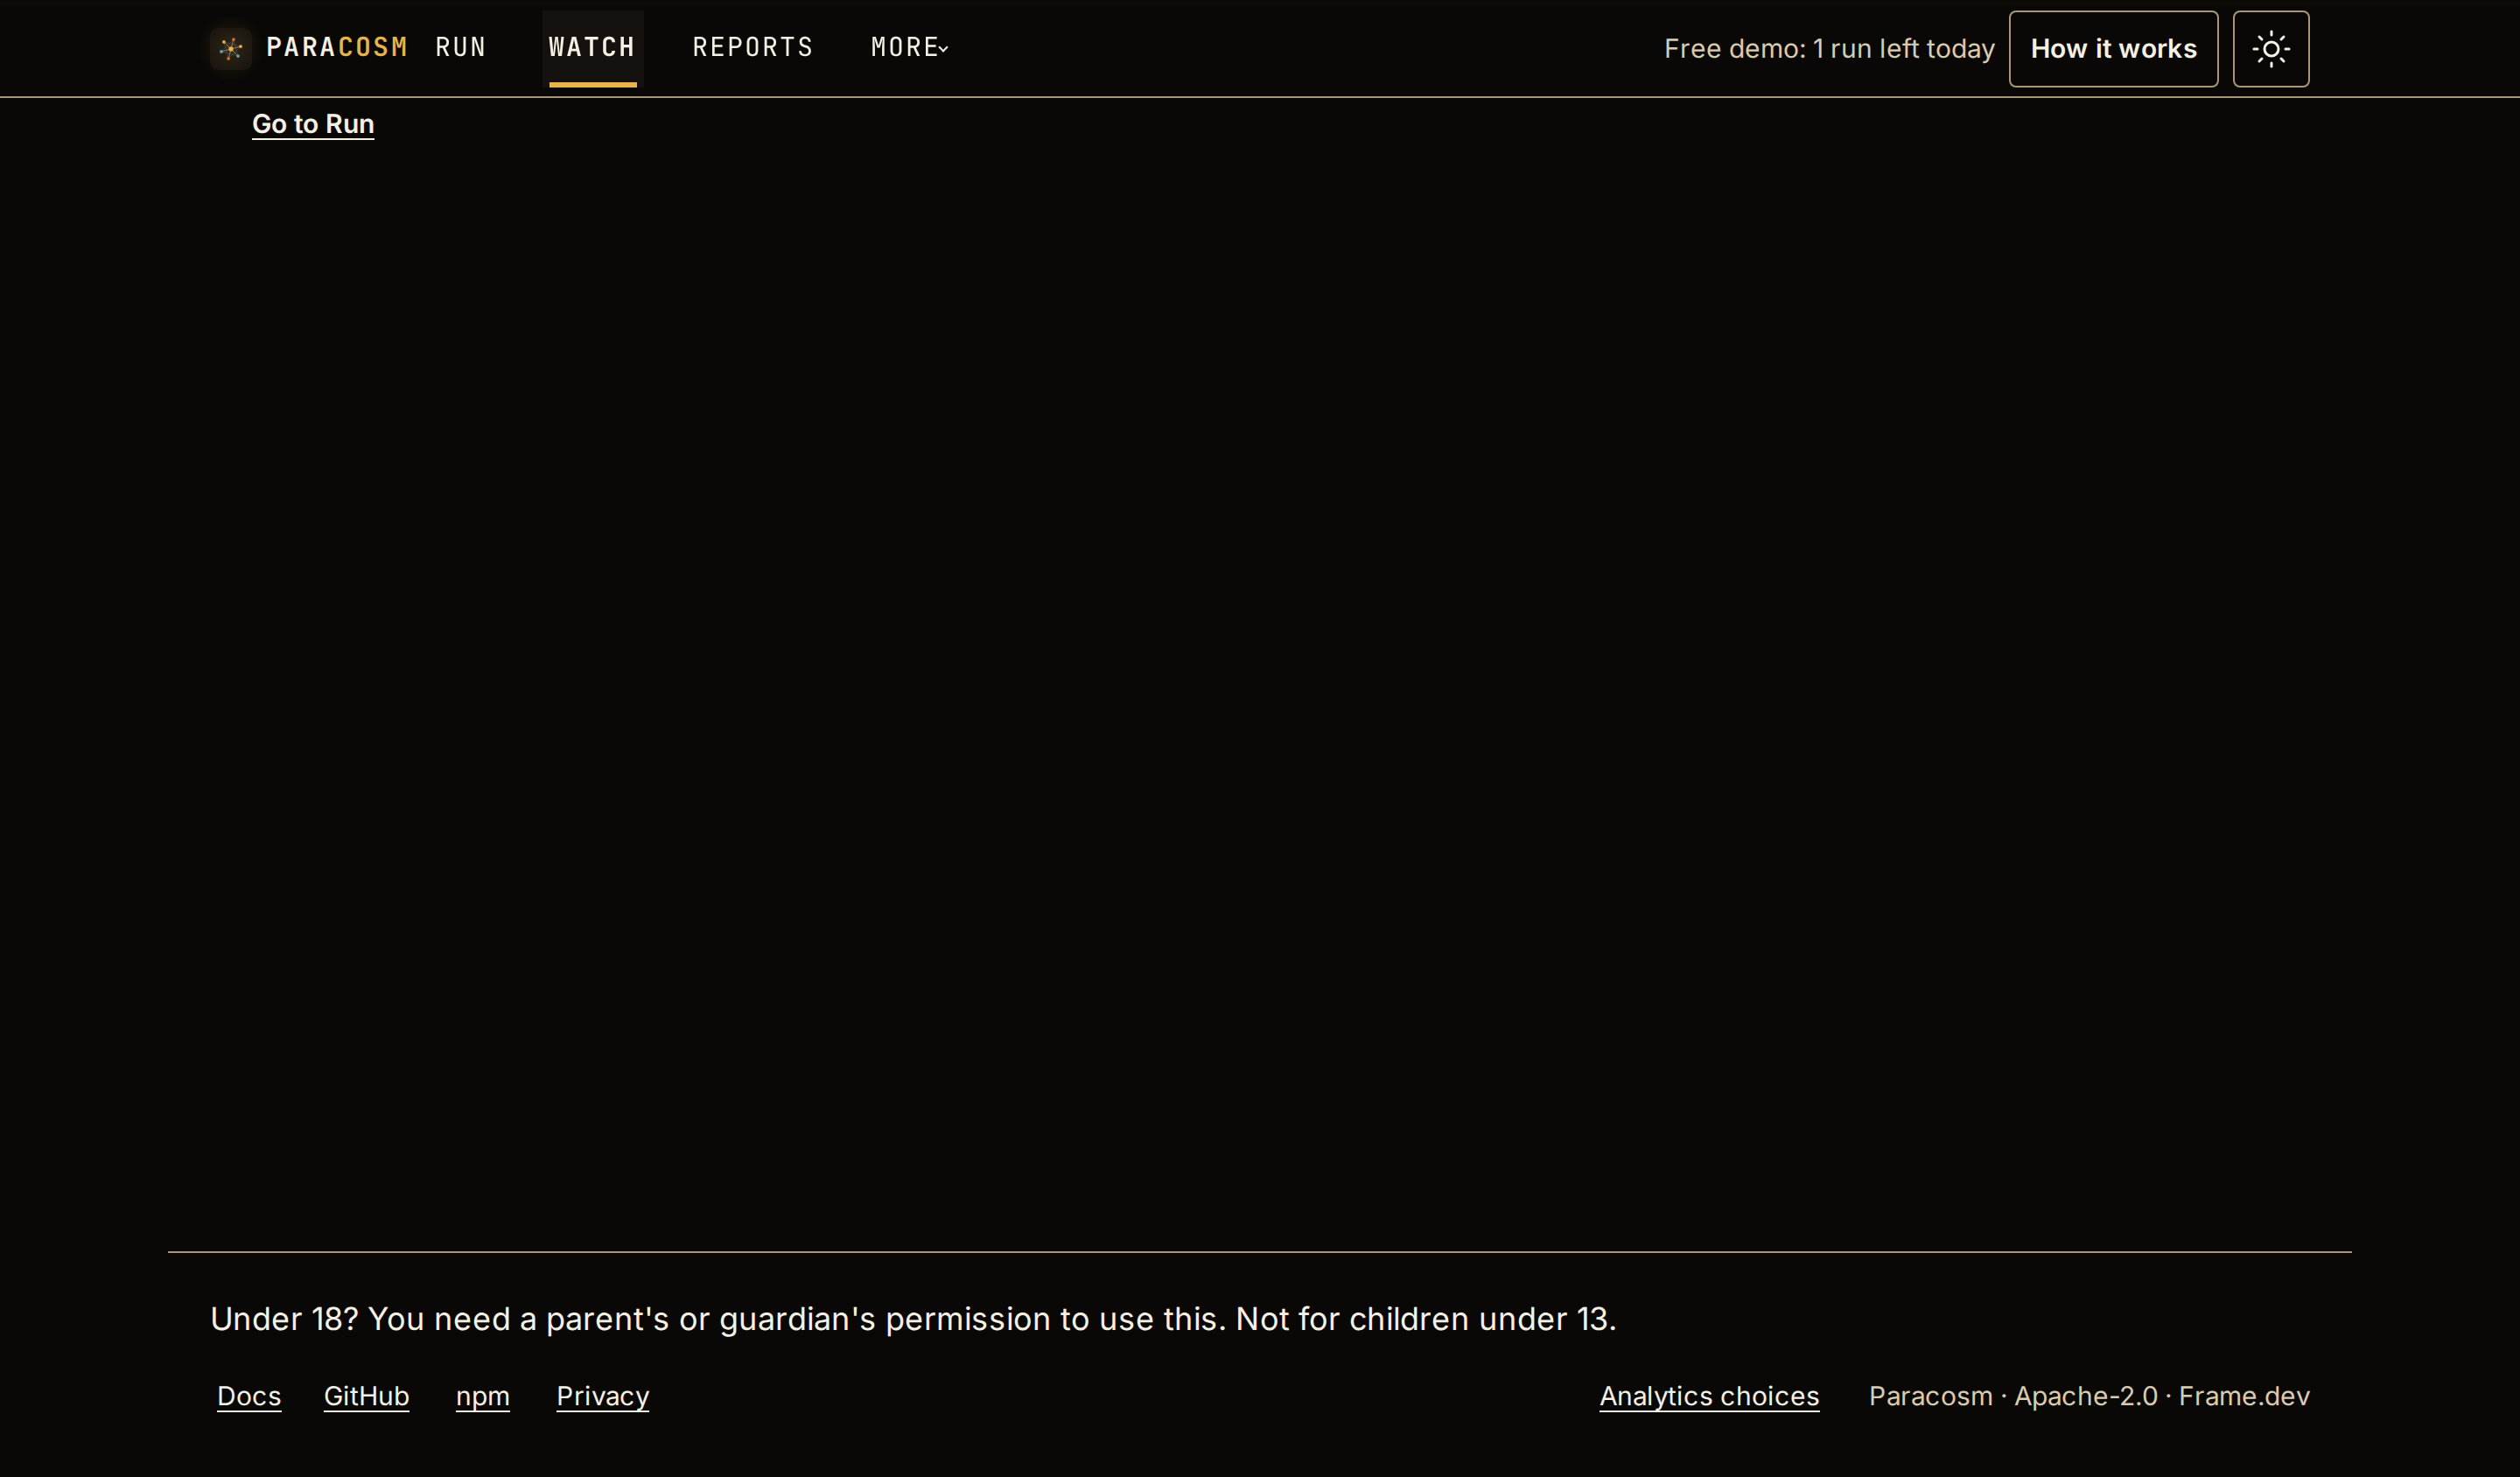 PARACOSM RUN WATCH REPORTS MORE Free demo: 1 run left today How it works
Go to Run
Under 18? You need a parent's or guardian's permission to use this. Not for children under 13.
Docs GitHub npm Privacy Analytics choices Paracosm · Apache-2.0 · Frame.dev